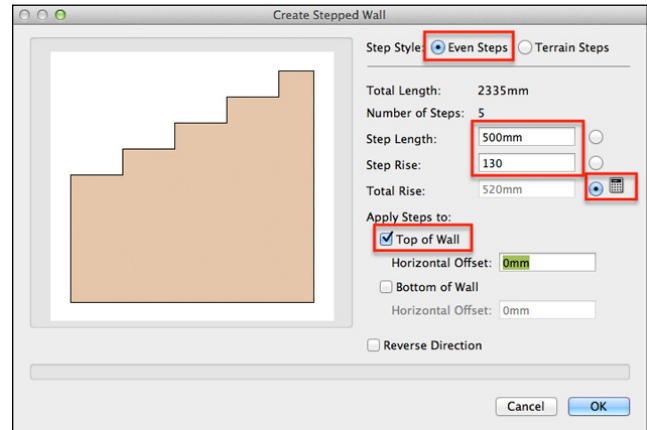 Create Stepped Wall
Step Style: Even Steps Terrain Steps
Total Length: 2335mm
Number of Steps: 5
Step Length: 500mm
Step Rise: 130
Total Rise: 520mm
Apply Steps to:
Top of Wall
Horizontal Offset: 0mm
Bottom of Wall
Horizontal Offset: 0mm
Reverse Direction
Cancel OK